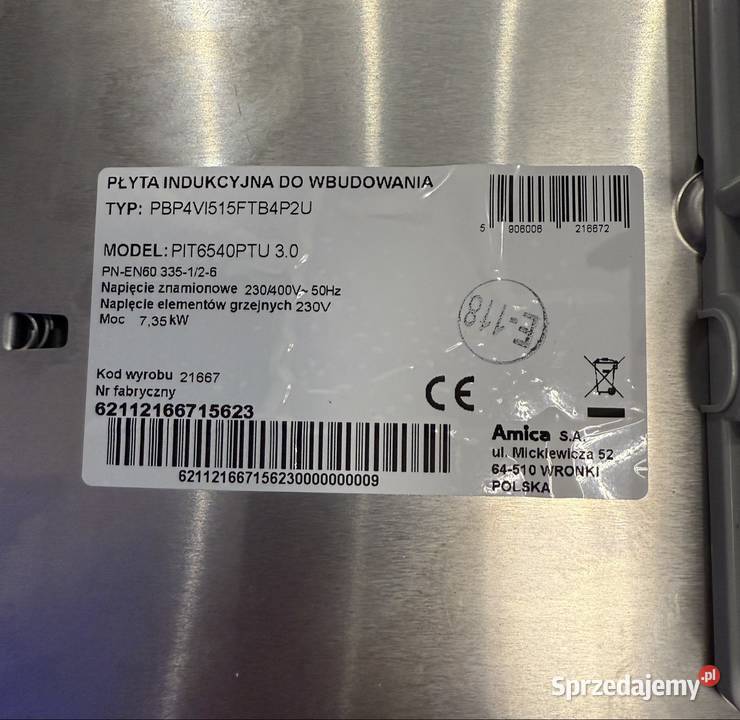 PŁYTA INDUKCYJNA DO WBUDOWANIA
TYP: PBP4VI515FTB4P2U
5 906006 216672
MODEL: PIT6540PTU 3.0
PN-EN60 335-1/2-6
Napięcie znamionowe 230/400V~ 50Hz
Napięcie elementów grzejnych 230V
Moc 7,35 kW
E-118
Kod wyrobu 21667
Nr fabryczny
62112166715623
CE
621121667156230000000009
Amica S.A.
ul. Mickiewicza 52
64-510 WRONKI
POLSKA
Sprzedajemy.pl